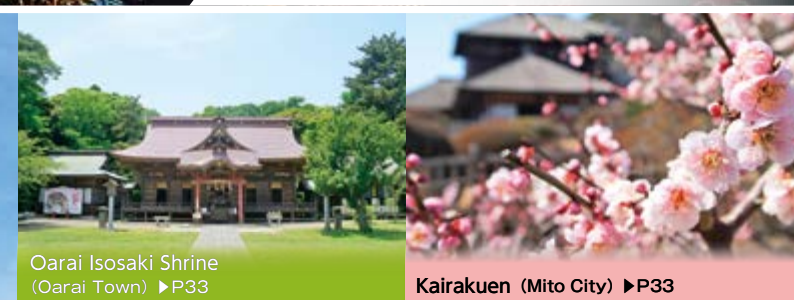 Oarai Isosaki Shrine
(Oarai Town) ▶P33
Kairakuen (Mito City) ▶P33